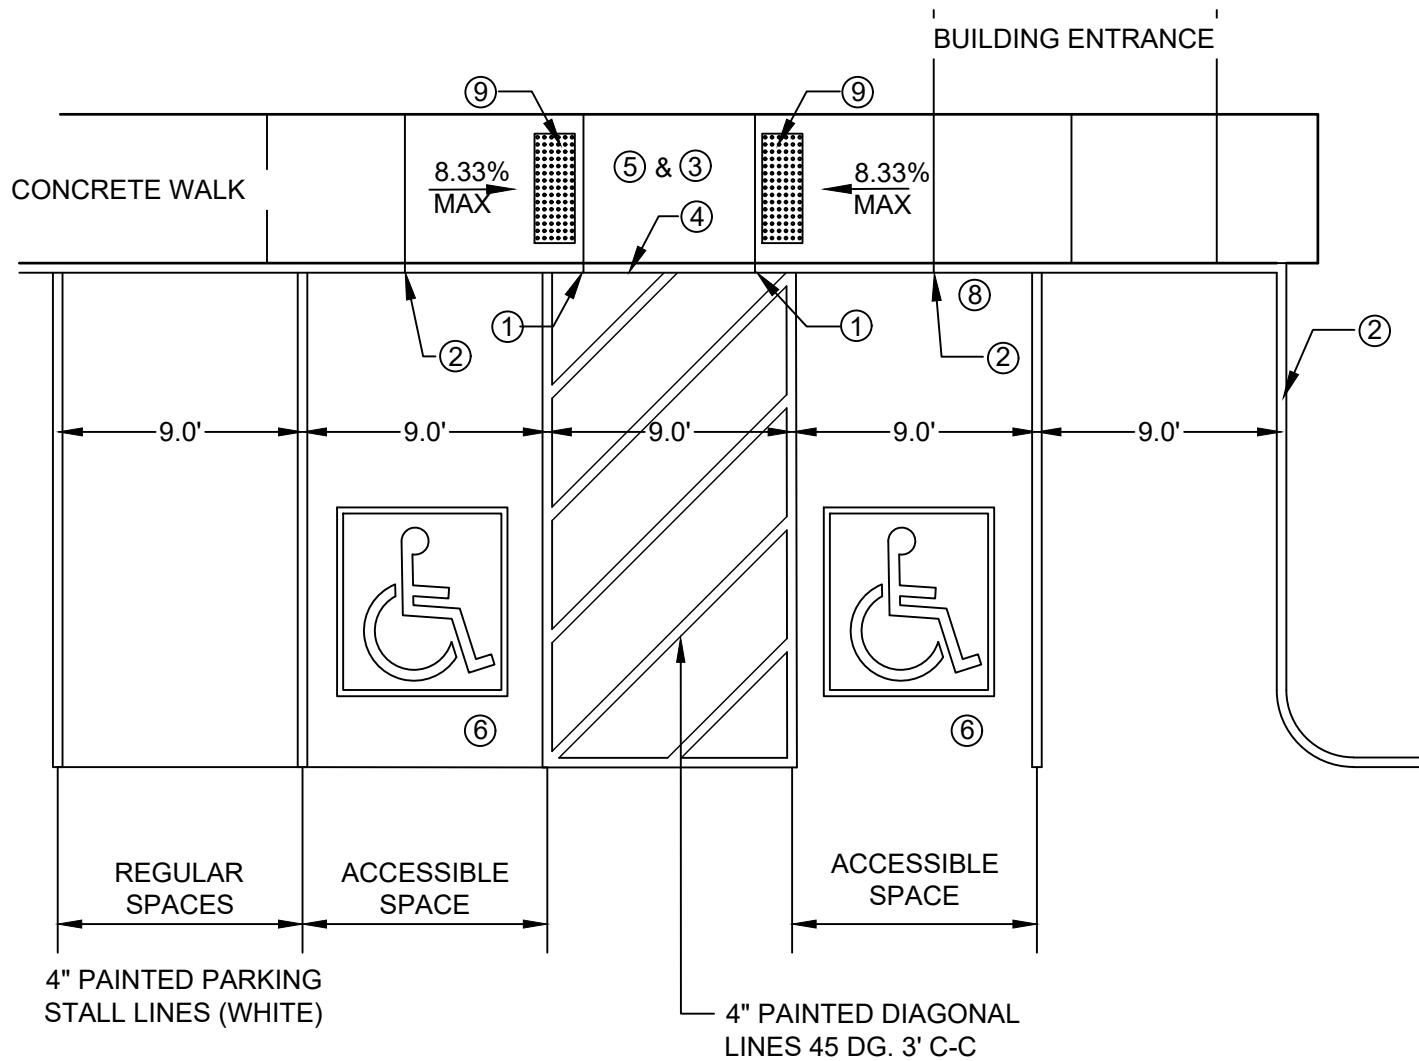 BUILDING ENTRANCE
9
9
5 & 3
8.33%
MAX
8.33%
MAX
CONCRETE WALK
4
8
1
1
2
2
2
9.0'
9.0'
9.0'
9.0'
9.0'
6
6
REGULAR
SPACES
ACCESSIBLE
SPACE
ACCESSIBLE
SPACE
4" PAINTED PARKING
STALL LINES (WHITE)
4" PAINTED DIAGONAL
LINES 45 DG. 3' C-C